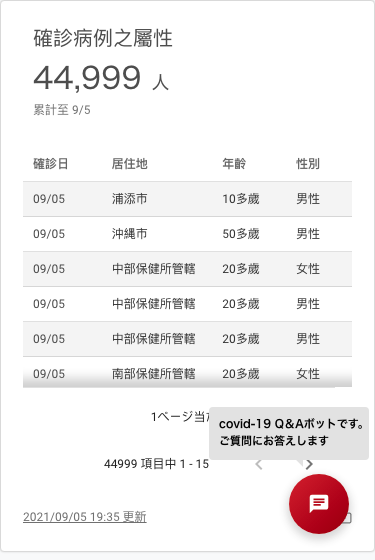 確診病例之屬性
44,999 人
累計至 9/5
確診日 居住地 年齡 性別
09/05 浦添市 10多歲 男性
09/05 沖縄市 50多歲 男性
09/05 中部保健所管轄 20多歲 女性
09/05 中部保健所管轄 20多歲 男性
09/05 中部保健所管轄 20多歲 男性
09/05 南部保健所管轄 20多歲 女性
1ページ当
covid-19 Q&Aボットです。
ご質問にお答えします
44999 項目中 1 - 15
2021/09/05 19:35 更新